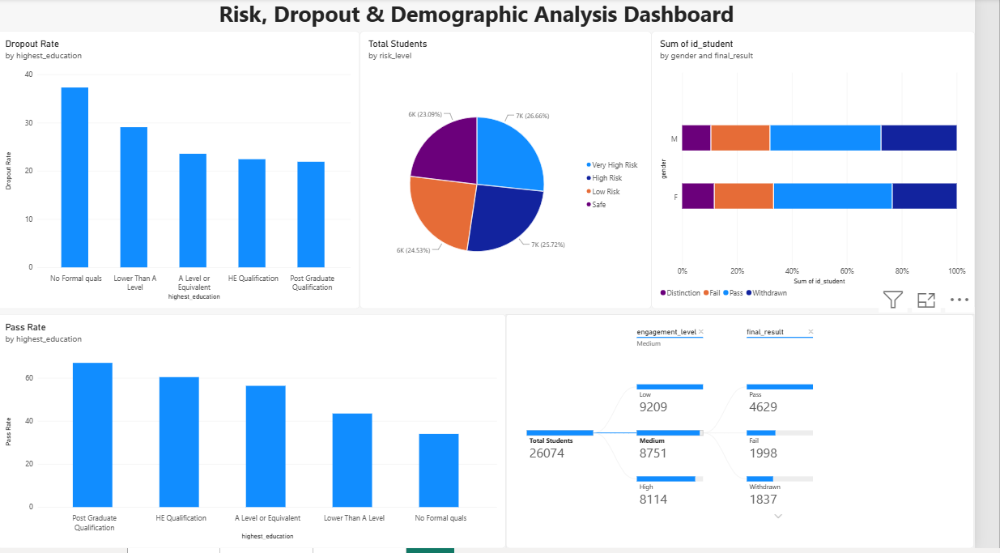 Risk, Dropout & Demographic Analysis Dashboard
Dropout Rate
by highest_education
40
30
20
10
0
Dropout Rate
No Formal quals
Lower Than A
Level
A Level or
Equivalent
HE Qualification
Post Graduate
Qualification
highest_education
Total Students
by risk_level
6K (23.09%)
7K (26.66%)
6K (24.53%)
7K (25.72%)
Very High Risk
High Risk
Low Risk
Safe
Sum of id_student
by gender and final_result
gender
M
F
0%
20%
40%
60%
80%
100%
Sum of id_student
Distinction
Fail
Pass
Withdrawn
Pass Rate
by highest_education
60
40
20
0
Pass Rate
Post Graduate
Qualification
HE Qualification
A Level or Equivalent
Lower Than A Level
No Formal quals
highest_education
engagement_level
Medium
final_result
Total Students
26074
Low
9209
Medium
8751
High
8114
Pass
4629
Fail
1998
Withdrawn
1837